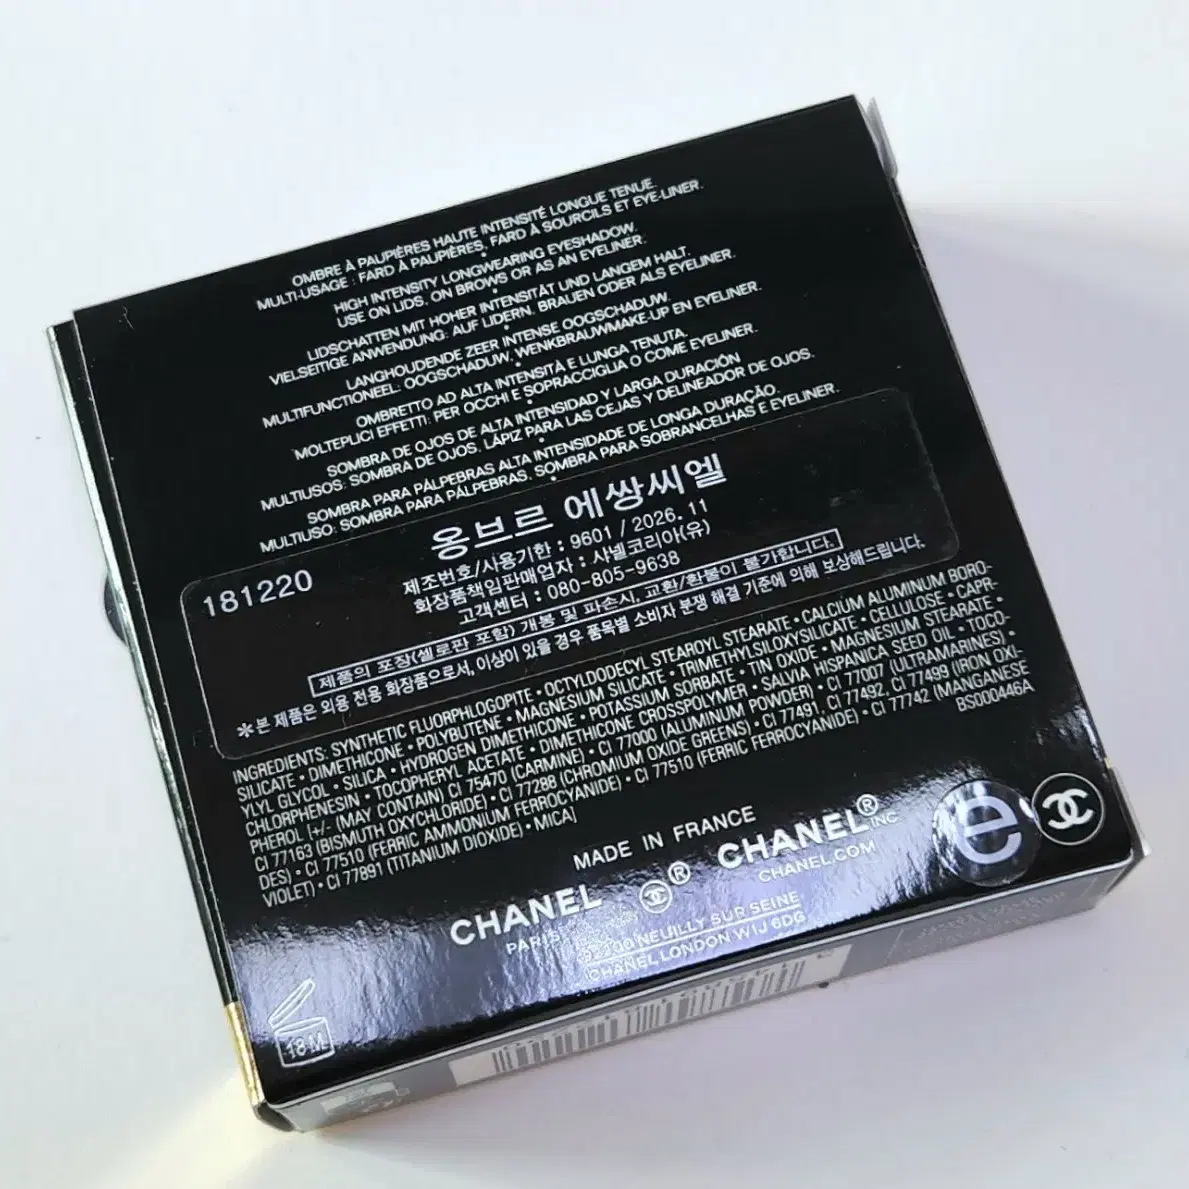 OMBRE À PAUPIÈRES HAUTE INTENSITÉ LONGUE TENUE.
MULTI-USAGE : FARD À PAUPIÈRES, FARD À SOURCILS ET EYE-LINER.
HIGH INTENSITY LONGWEARING EYESHADOW.
USE ON LIDS, ON BROWS OR AS AN EYELINER.
LIDSCHATTEN MIT HOHER INTENSITÄT UND LANGEM HALT.
VIELSEITIGE ANWENDUNG: AUF LIDERN, BRAUEN ODER ALS EYELINER.
LANGHOUDENDE ZEER INTENSE OOGSCHADUW.
MULTIFUNCTIONEEL: OOGSCHADUW, WENKBRAUWMAKE-UP EN EYELINER.
OMBRETTO AD ALTA INTENSITÀ E LUNGA TENUTA.
MOLTEPLICI EFFETTI: PER OCCHI E SOPRACCIGLIA O COME EYELINER.
SOMBRA DE OJOS DE ALTA INTENSIDAD Y LARGA DURACIÓN
MULTIUSOS: SOMBRA DE OJOS, LÁPIZ PARA LAS CEJAS Y DELINEADOR DE OJOS.
SOMBRA PARA PÁLPEBRAS ALTA INTENSIDADE DE LONGA DURAÇÃO.
MULTIUSO: SOMBRA PARA PÁLPEBRAS, SOMBRA PARA SOBRANCELHAS E EYELINER.
옹브르 에쌍씨엘
181220
제조번호/사용기한 : 9601 / 2026. 11
화장품책임판매업자 : 샤넬코리아(유)
고객센터 : 080-805-9638
제품의 포장(셀로판 포함) 개봉 및 파손시, 교환/환불이 불가합니다.
*본 제품은 외용 전용 화장품으로서, 이상이 있을 경우 품목별 소비자 분쟁 해결 기준에 의해 보상해드립니다.
INGREDIENTS: SYNTHETIC FLUORPHLOGOPITE • OCTYLDODECYL STEAROYL STEARATE • CALCIUM ALUMINUM BORO-
SILICATE • DIMETHICONE • POLYBUTENE • MAGNESIUM SILICATE • TRIMETHYLSILOXYSILICATE • CELLULOSE • CAPR-
YLYL GLYCOL • SILICA • HYDROGEN DIMETHICONE • POTASSIUM SORBATE • TIN OXIDE • MAGNESIUM STEARATE •
CHLORPHENESIN • TOCOPHERYL ACETATE • DIMETHICONE CROSSPOLYMER • SALVIA HISPANICA SEED OIL • TOCO-
PHEROL [+/- (MAY CONTAIN) CI 75470 (CARMINE) • CI 77000 (ALUMINUM POWDER) • CI 77007 (ULTRAMARINES) •
CI 77163 (BISMUTH OXYCHLORIDE) • CI 77288 (CHROMIUM OXIDE GREENS) • CI 77491, CI 77492, CI 77499 (IRON OXI-
DES) • CI 77510 (FERRIC AMMONIUM FERROCYANIDE) • CI 77510 (FERRIC FERROCYANIDE) • CI 77742 (MANGANESE
VIOLET) • CI 77891 (TITANIUM DIOXIDE) • MICA]
BS000446A
MADE IN FRANCE
CHANEL ® CHANEL® INC
PARIS CHANEL.COM
NEUILLY SUR SEINE
CHANEL LONDON W1J 6DG
e
18 M